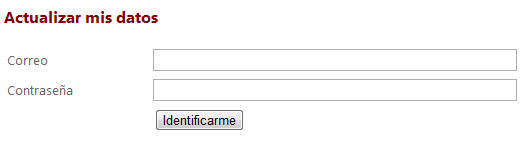 Actualizar mis datos
Correo
Contraseña
Identificarme